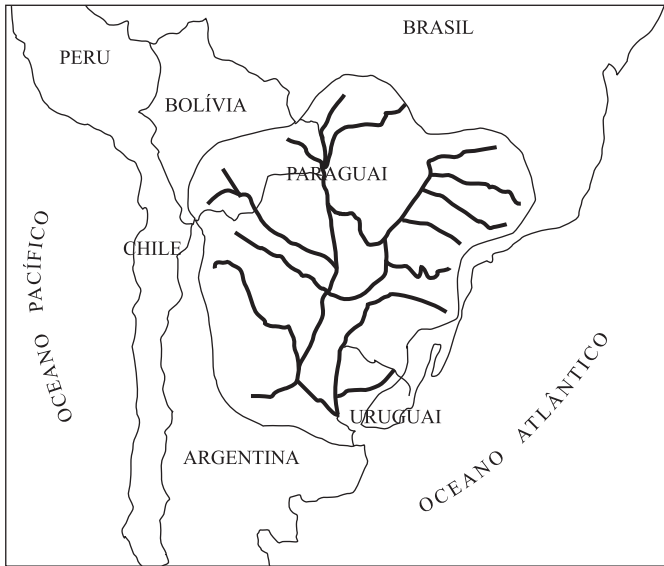 BRASIL
PERU
BOLÍVIA
PARAGUAI
CHILE
OCEANO PACÍFICO
URUGUAI
OCEANO ATLÂNTICO
ARGENTINA